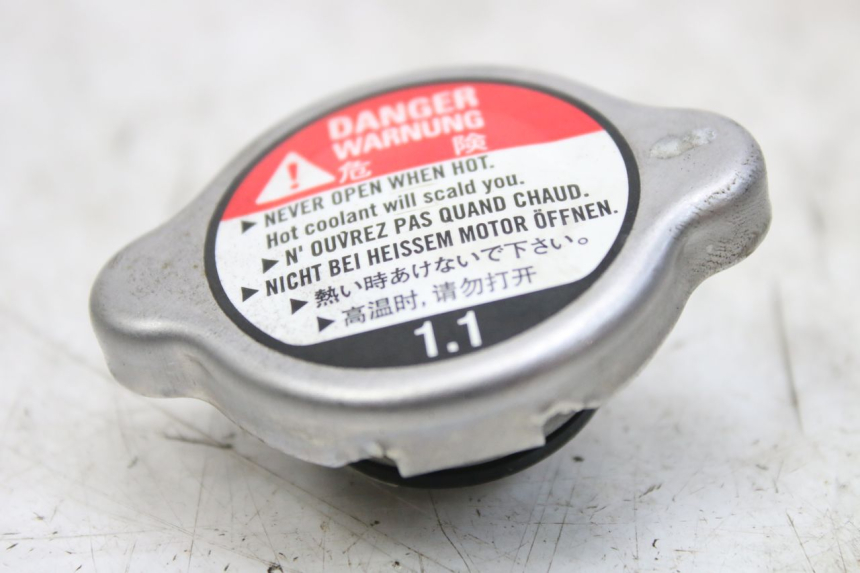 DANGER
WARNUNG
危 険
NEVER OPEN WHEN HOT.
Hot coolant will scald you.
N' OUVREZ PAS QUAND CHAUD.
NICHT BEI HEISSEM MOTOR ÖFFNEN.
熱い時あけないで下さい。
高温时, 请勿打开
1.1